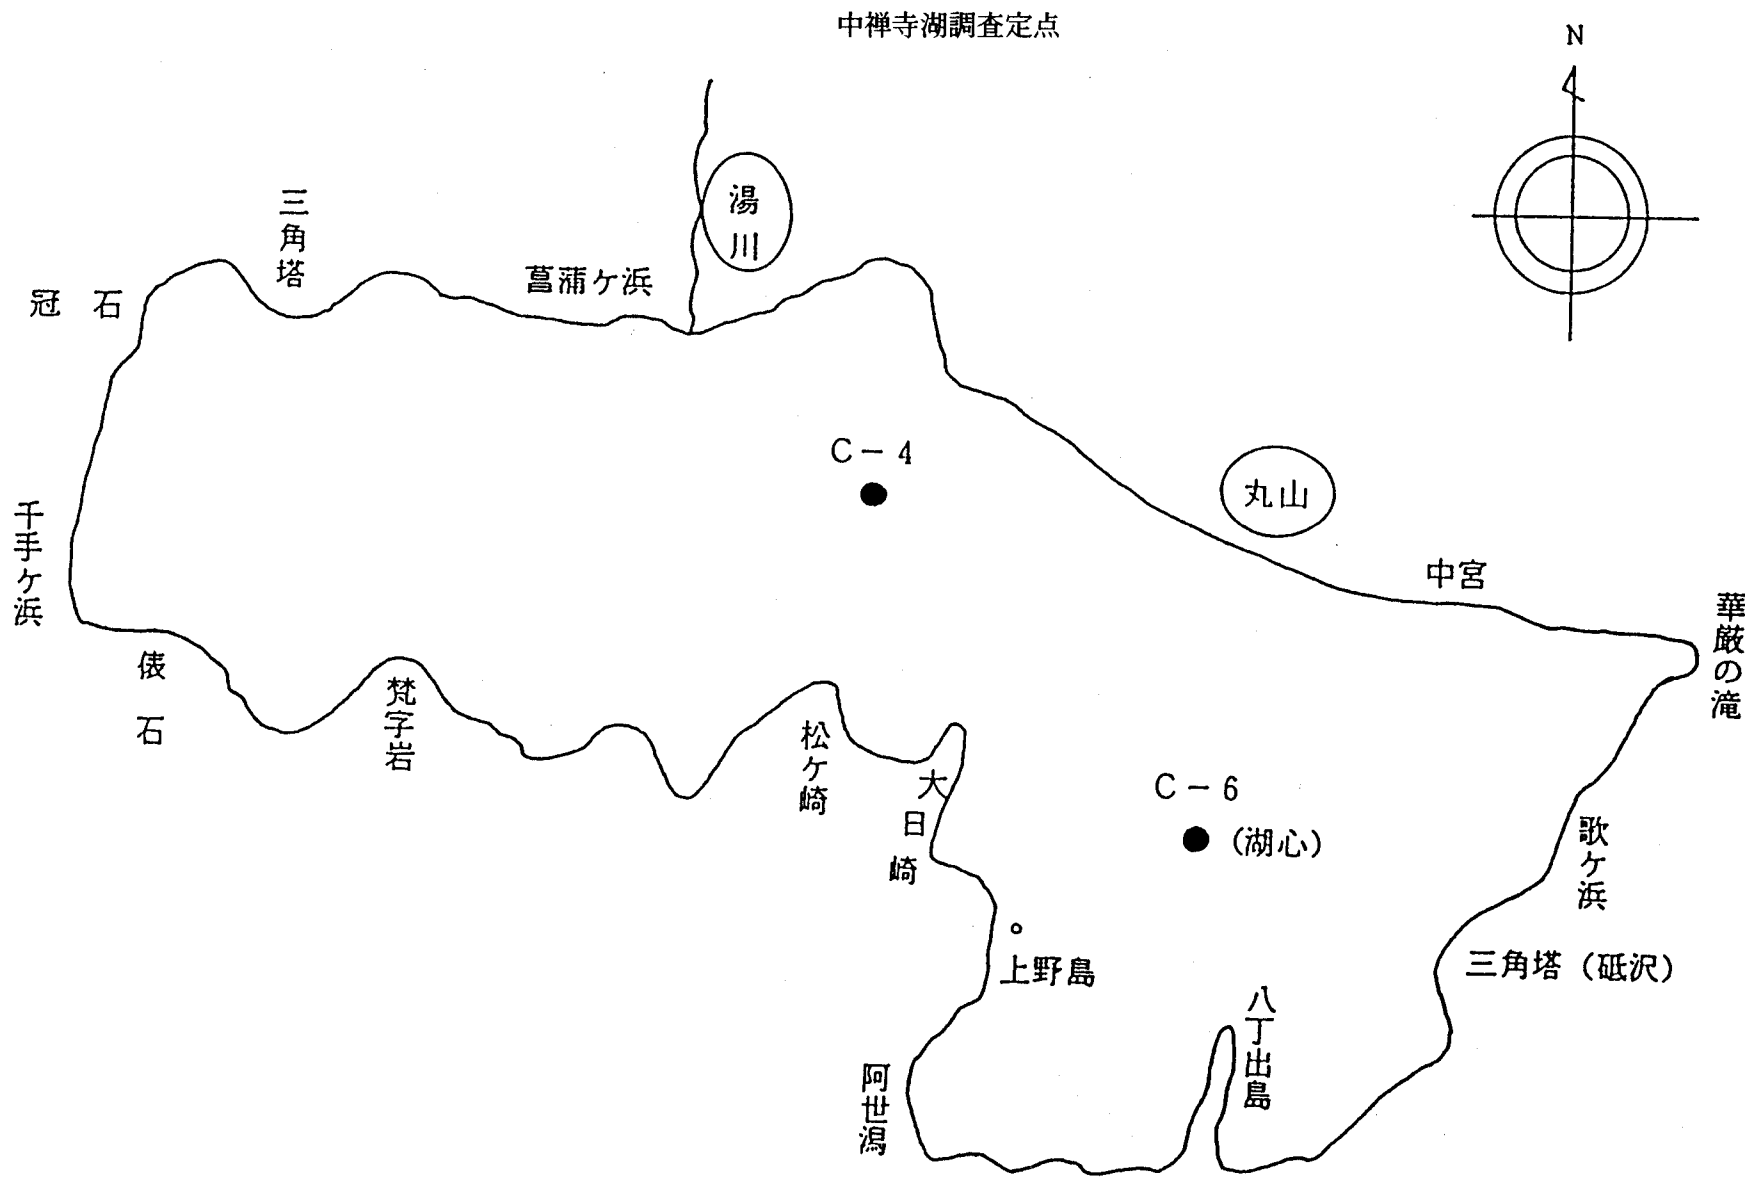 中禅寺湖調査定点
N
湯川
三角塔
菖蒲ケ浜
冠石
C-4
丸山
千手ケ浜
中宮
華厳の滝
俵石
梵字岩
松ケ崎
大日崎
C-6
(湖心)
歌ケ浜
上野島
三角塔(砥沢)
八丁出島
阿世潟